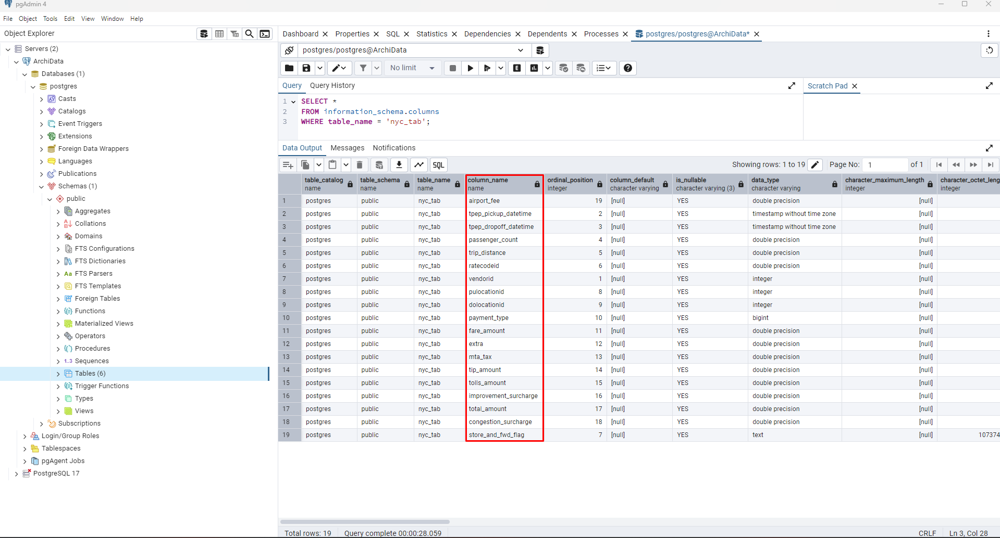 pgAdmin 4
File Object Tools Edit View Window Help
Object Explorer
Servers (2)
ArchiData
Databases (1)
postgres
Casts
Catalogs
Event Triggers
Extensions
Foreign Data Wrappers
Languages
Publications
Schemas (1)
public
Aggregates
Collations
Domains
FTS Configurations
FTS Dictionaries
Aa FTS Parsers
FTS Templates
Foreign Tables
Functions
Materialized Views
Operators
Procedures
1..3 Sequences
Tables (6)
Trigger Functions
Types
Views
Subscriptions
Login/Group Roles
Tablespaces
pgAgent Jobs
PostgreSQL 17
Dashboard Properties SQL Statistics Dependencies Dependents Processes postgres/postgres@ArchiData*
postgres/postgres@ArchiData
No limit E
Query Query History Scratch Pad
1 SELECT *
2 FROM information_schema.columns
3 WHERE table_name = 'nyc_tab';
Data Output Messages Notifications
SQL Showing rows: 1 to 19 Page No: 1 of 1
table_catalog table_schema table_name column_name ordinal_position column_default is_nullable data_type character_maximum_length character_octet_leng
name name name name integer character varying character varying (3) character varying integer integer
1 postgres public nyc_tab airport_fee 19 [null] YES double precision [null]
2 postgres public nyc_tab tpep_pickup_datetime 2 [null] YES timestamp without time zone [null]
3 postgres public nyc_tab tpep_dropoff_datetime 3 [null] YES timestamp without time zone [null]
4 postgres public nyc_tab passenger_count 4 [null] YES double precision [null]
5 postgres public nyc_tab trip_distance 5 [null] YES double precision [null]
6 postgres public nyc_tab ratecodeid 6 [null] YES double precision [null]
7 postgres public nyc_tab vendorid 1 [null] YES integer [null]
8 postgres public nyc_tab pulocationid 8 [null] YES integer [null]
9 postgres public nyc_tab dolocationid 9 [null] YES integer [null]
10 postgres public nyc_tab payment_type 10 [null] YES bigint [null]
11 postgres public nyc_tab fare_amount 11 [null] YES double precision [null]
12 postgres public nyc_tab extra 12 [null] YES double precision [null]
13 postgres public nyc_tab mta_tax 13 [null] YES double precision [null]
14 postgres public nyc_tab tip_amount 14 [null] YES double precision [null]
15 postgres public nyc_tab tolls_amount 15 [null] YES double precision [null]
16 postgres public nyc_tab improvement_surcharge 16 [null] YES double precision [null]
17 postgres public nyc_tab total_amount 17 [null] YES double precision [null]
18 postgres public nyc_tab congestion_surcharge 18 [null] YES double precision [null]
19 postgres public nyc_tab store_and_fwd_flag 7 [null] YES text [null] 107374
Total rows: 19 Query complete 00:00:28.059 CRLF Ln 3, Col 28